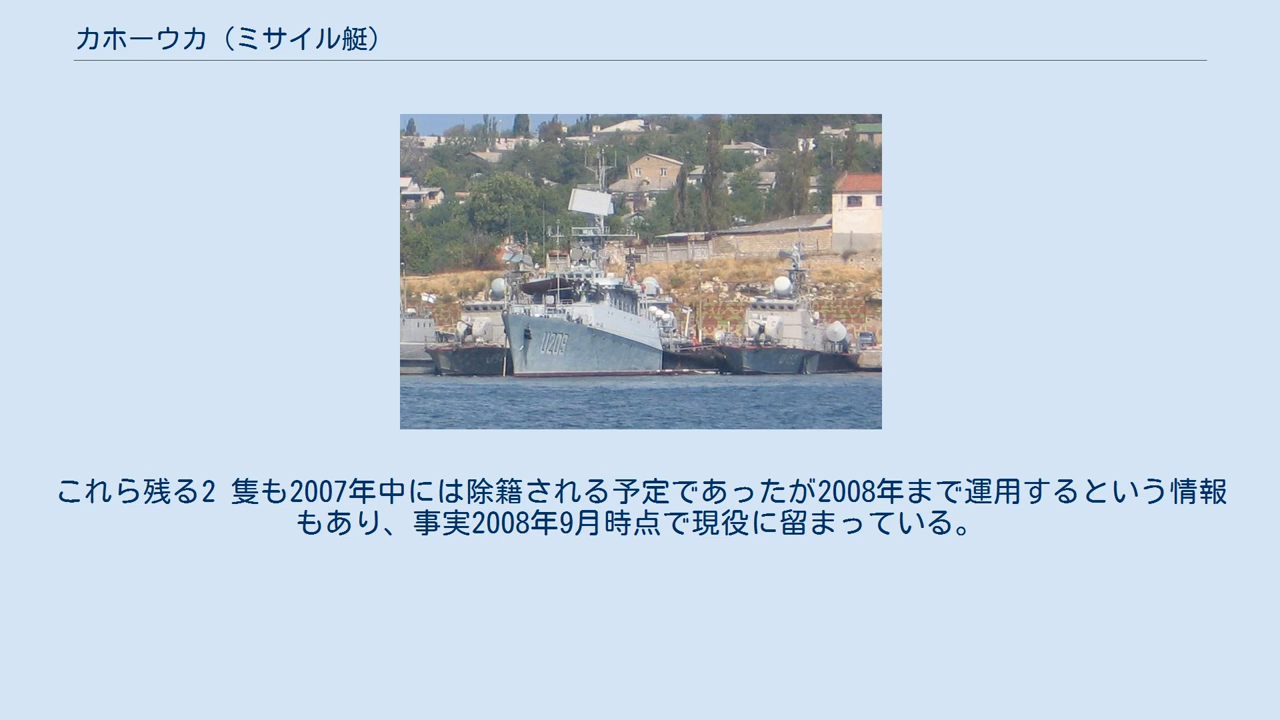 カホーウカ（ミサイル艇）
U209
これら残る2 隻も2007年中には除籍される予定であったが2008年まで運用するという情報
もあり、事実2008年9月時点で現役に留まっている。